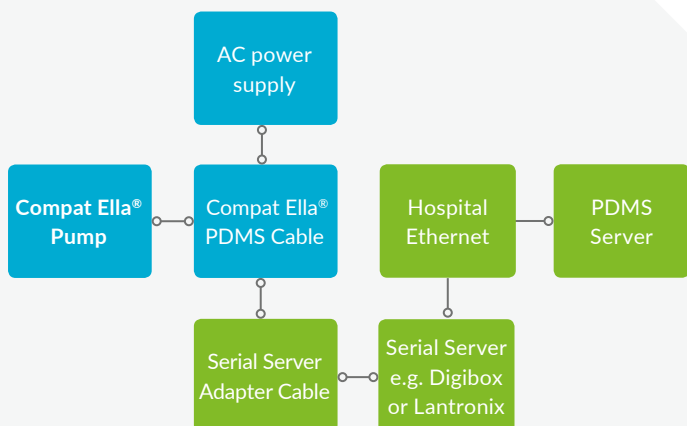 AC power
supply
Compat Ella®
Pump
Compat Ella®
PDMS Cable
Hospital
Ethernet
PDMS
Server
Serial Server
Adapter Cable
Serial Server
e.g. Digibox
or Lantronix